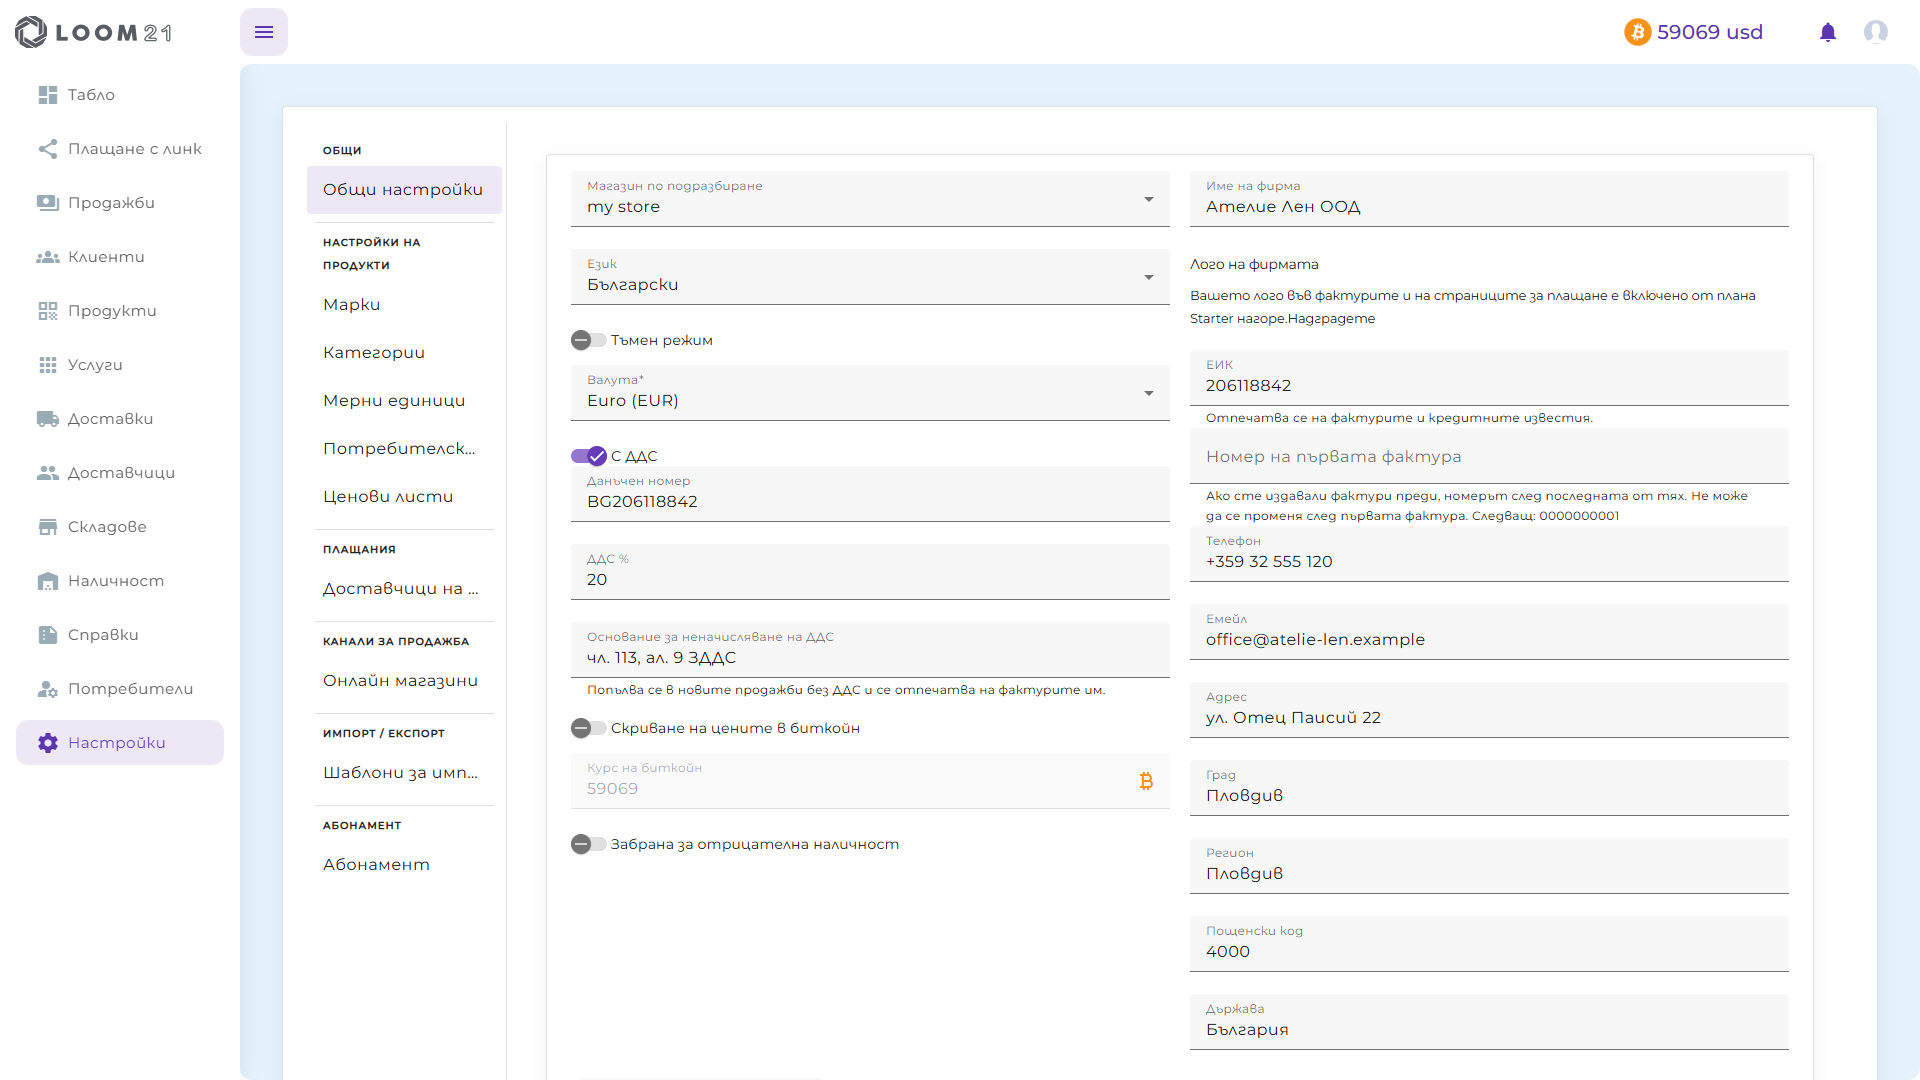 LOOM21
59069 usd
Табло
Плащане с линк
Продажби
Клиенти
Продукти
Услуги
Доставки
Доставчици
Складове
Наличност
Справки
Потребители
Настройки
ОБЩИ
Общи настройки
НАСТРОЙКИ НА
ПРОДУКТИ
Марки
Категории
Мерни единици
Потребителск...
Ценови листи
ПЛАЩАНИЯ
Доставчици на ...
КАНАЛИ ЗА ПРОДАЖБА
Онлайн магазини
ИМПОРТ / ЕКСПОРТ
Шаблони за имп...
АБОНАМЕНТ
Абонамент
Магазин по подразбиране
my store
Език
Български
Тъмен режим
Валута*
Euro (EUR)
С ДДС
Данъчен номер
BG206118842
ДДС %
20
Основание за неначисляване на ДДС
чл. 113, ал. 9 ЗДДС
Попълва се в новите продажби без ДДС и се отпечатва на фактурите им.
Скриване на цените в биткойн
Курс на биткойн
59069
Забрана за отрицателна наличност
Име на фирма
Ателие Лен ООД
Лого на фирмата
Вашето лого във фактурите и на страниците за плащане е включено от плана
Starter нагоре.Надградете
ЕИК
206118842
Отпечатва се на фактурите и кредитните известия.
Номер на първата фактура
Ако сте издавали фактури преди, номерът след последната от тях. Не може
да се променя след първата фактура. Следващ: 0000000001
Телефон
+359 32 555 120
Емейл
office@atelie-len.example
Адрес
ул. Отец Паисий 22
Град
Пловдив
Регион
Пловдив
Пощенски код
4000
Държава
България